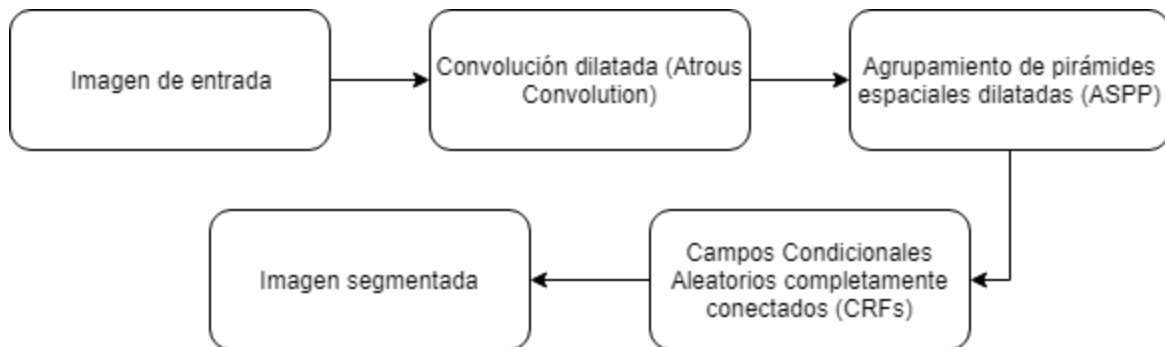 Imagen de entrada
Convolución dilatada (Atrous
Convolution)
Agrupamiento de pirámides
espaciales dilatadas (ASPP)
Campos Condicionales
Aleatorios completamente
conectados (CRFs)
Imagen segmentada